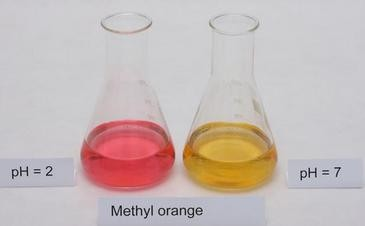 pH = 2
pH = 7
Methyl orange